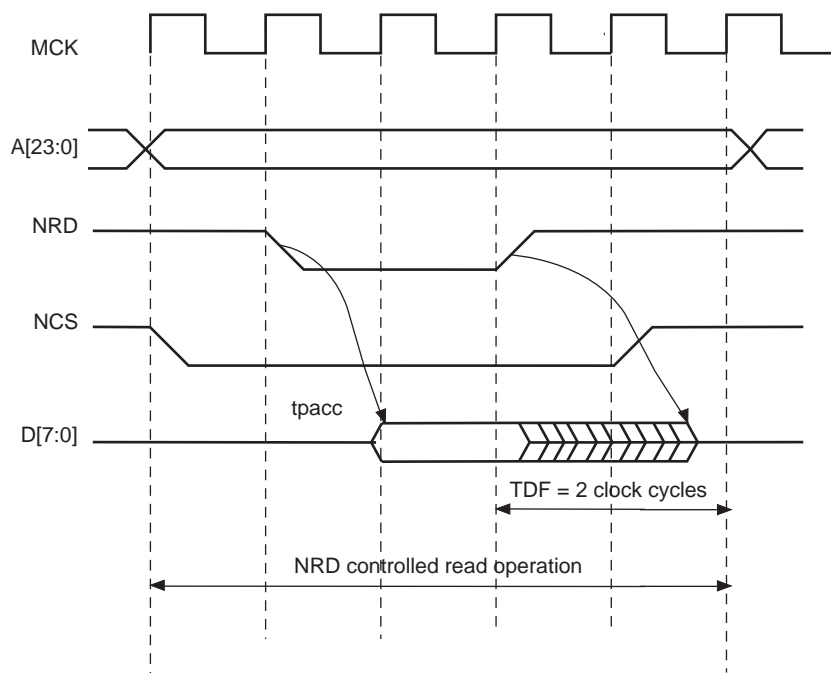 MCK
A[23:0]
NRD
NCS
tpacc
D[7:0]
TDF = 2 clock cycles
NRD controlled read operation